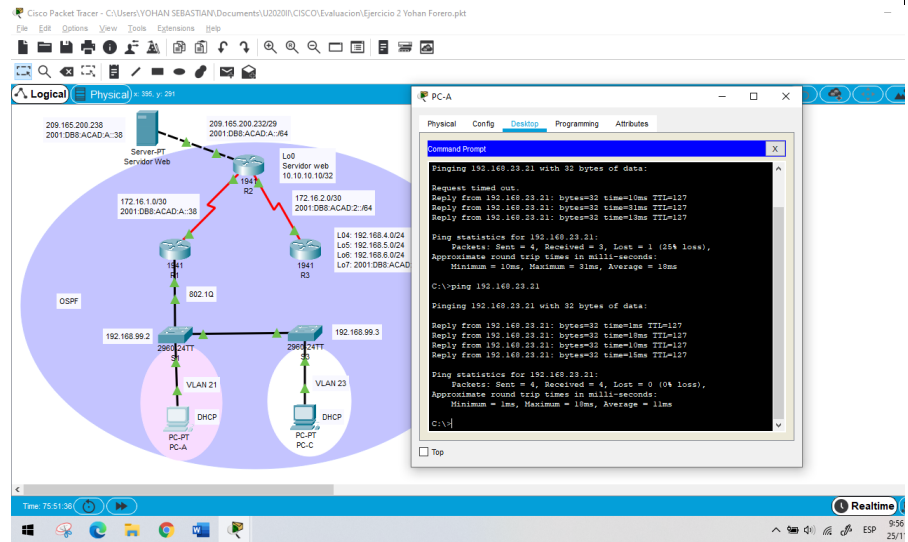 Cisco Packet Tracer - C:\Users\YOHAN SEBASTIAN\Documents\U2020II\CISCO\Evaluacion\Ejercicio 2 Yohan Forero.pkt
File Edit Options View Tools Extensions Help
Logical Physical x: 395, y: 291
209.165.200.238
2001:DB8:ACAD:A::38
209.165.200.232/29
2001:DB8:ACAD:A::/64
Server-PT
Servidor Web
Lo0
Servidor web
10.10.10.10/32
1941
R2
172.16.1.0/30
2001:DB8:ACAD:A::38
172.16.2.0/30
2001:DB8:ACAD:2::/64
L04: 192.168.4.0/24
Lo5: 192.168.5.0/24
Lo6: 192.168.6.0/24
Lo7: 2001:DB8:ACAD:
1941
R1
1941
R3
802.1Q
OSPF
192.168.99.2
2960-24TT
S1
2960-24TT
S3
192.168.99.3
VLAN 21
VLAN 23
DHCP
DHCP
PC-PT
PC-A
PC-PT
PC-C
PC-A
Physical Config Desktop Programming Attributes
Command Prompt X
Pinging 192.168.23.21 with 32 bytes of data:
Request timed out.
Reply from 192.168.23.21: bytes=32 time=10ms TTL=127
Reply from 192.168.23.21: bytes=32 time=31ms TTL=127
Reply from 192.168.23.21: bytes=32 time=13ms TTL=127
Ping statistics for 192.168.23.21:
Packets: Sent = 4, Received = 3, Lost = 1 (25% loss),
Approximate round trip times in milli-seconds:
Minimum = 10ms, Maximum = 31ms, Average = 18ms
C:\>ping 192.168.23.21
Pinging 192.168.23.21 with 32 bytes of data:
Reply from 192.168.23.21: bytes=32 time=1ms TTL=127
Reply from 192.168.23.21: bytes=32 time=18ms TTL=127
Reply from 192.168.23.21: bytes=32 time=10ms TTL=127
Reply from 192.168.23.21: bytes=32 time=15ms TTL=127
Ping statistics for 192.168.23.21:
Packets: Sent = 4, Received = 4, Lost = 0 (0% loss),
Approximate round trip times in milli-seconds:
Minimum = 1ms, Maximum = 18ms, Average = 11ms
C:\>
Top
Time: 75:51:36
Realtime
ESP
9:56
25/11